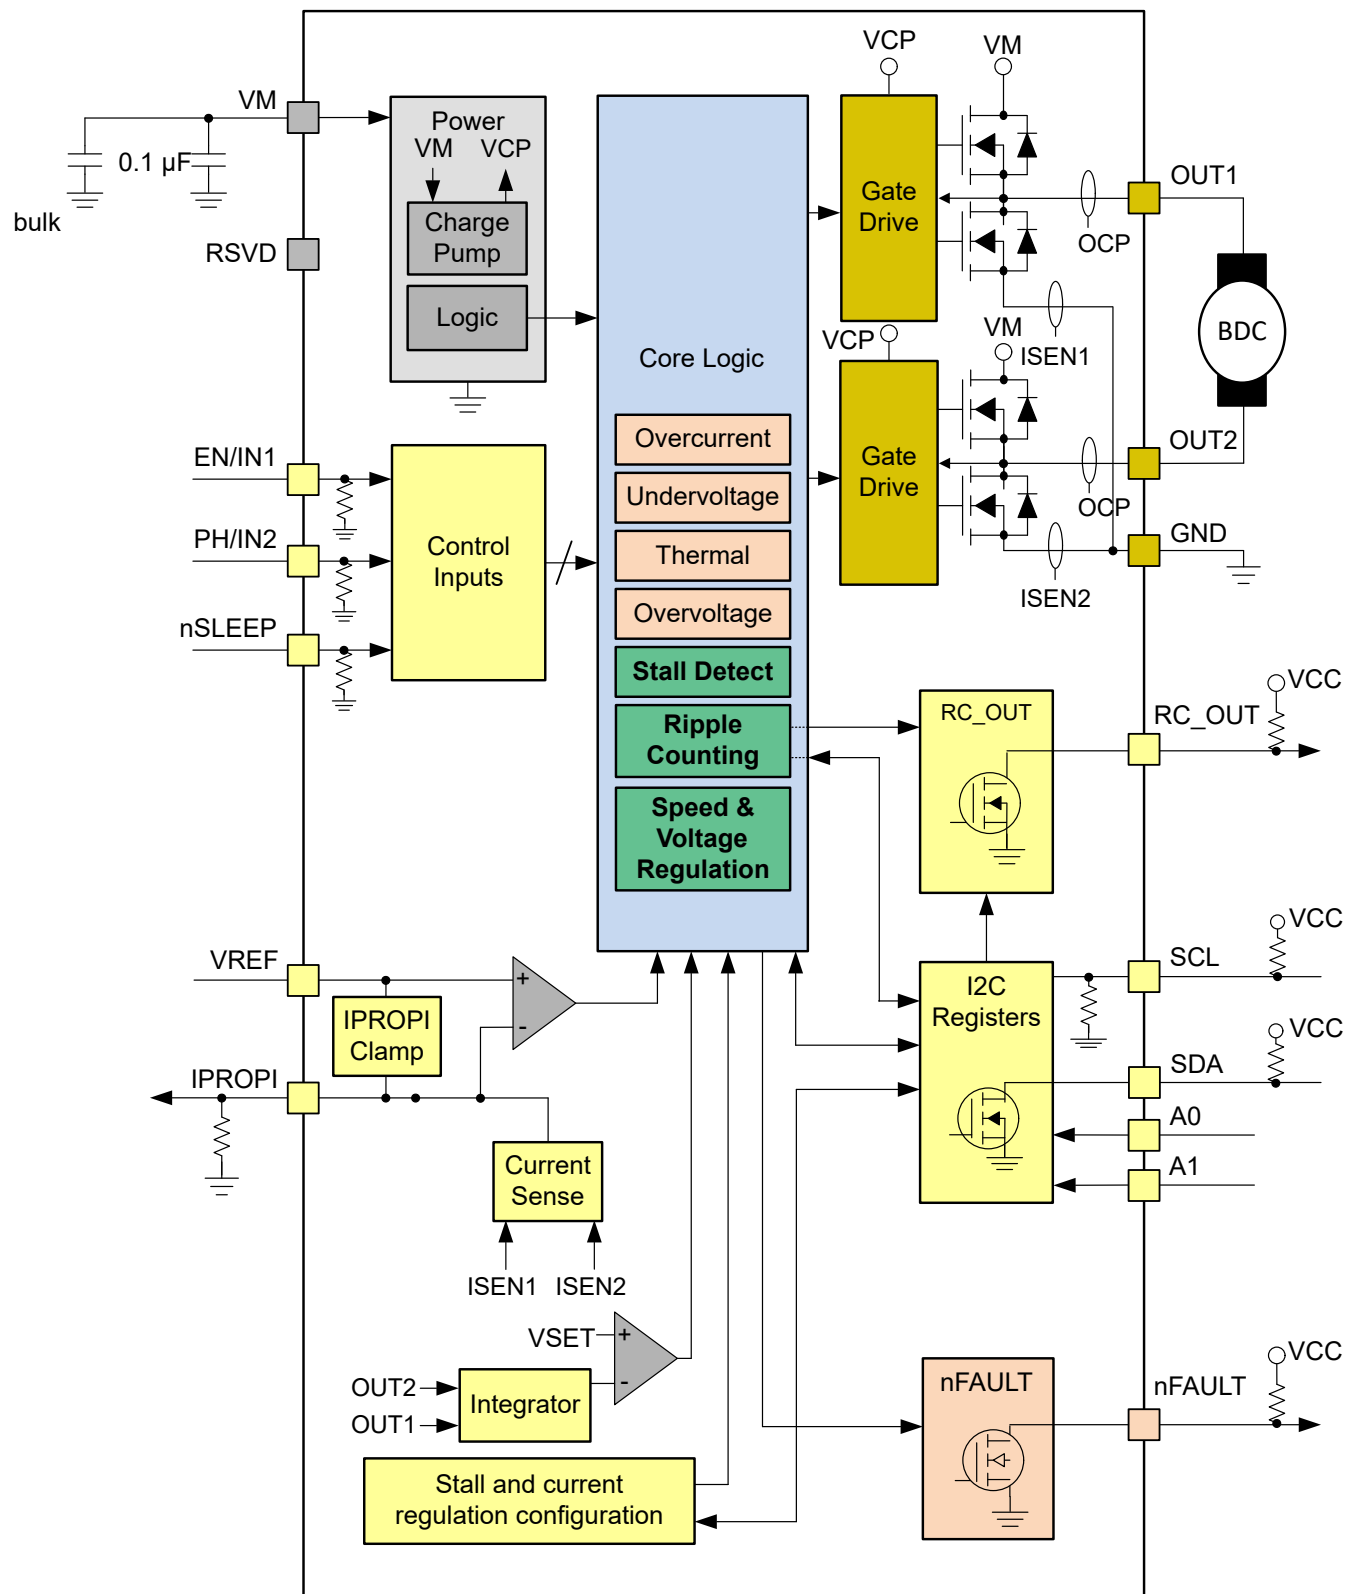 VCP
VM
VM
Power
VM
VCP
0.1 µF
bulk
Charge
Pump
RSVD
Logic
Gate
Drive
OUT1
OCP
BDC
VCP
VM
ISEN1
Core Logic
Overcurrent
Undervoltage
Thermal
Overvoltage
Stall Detect
Ripple
Counting
Speed &
Voltage
Regulation
EN/IN1
PH/IN2
nSLEEP
Control
Inputs
Gate
Drive
OUT2
OCP
GND
ISEN2
RC_OUT
RC_OUT
VCC
VREF
+
-
IPROPI
Clamp
IPROPI
Current
Sense
ISEN1
ISEN2
I2C
Registers
SCL
VCC
SDA
VCC
A0
A1
VSET
+
-
OUT2
OUT1
Integrator
Stall and current
regulation configuration
nFAULT
nFAULT
VCC